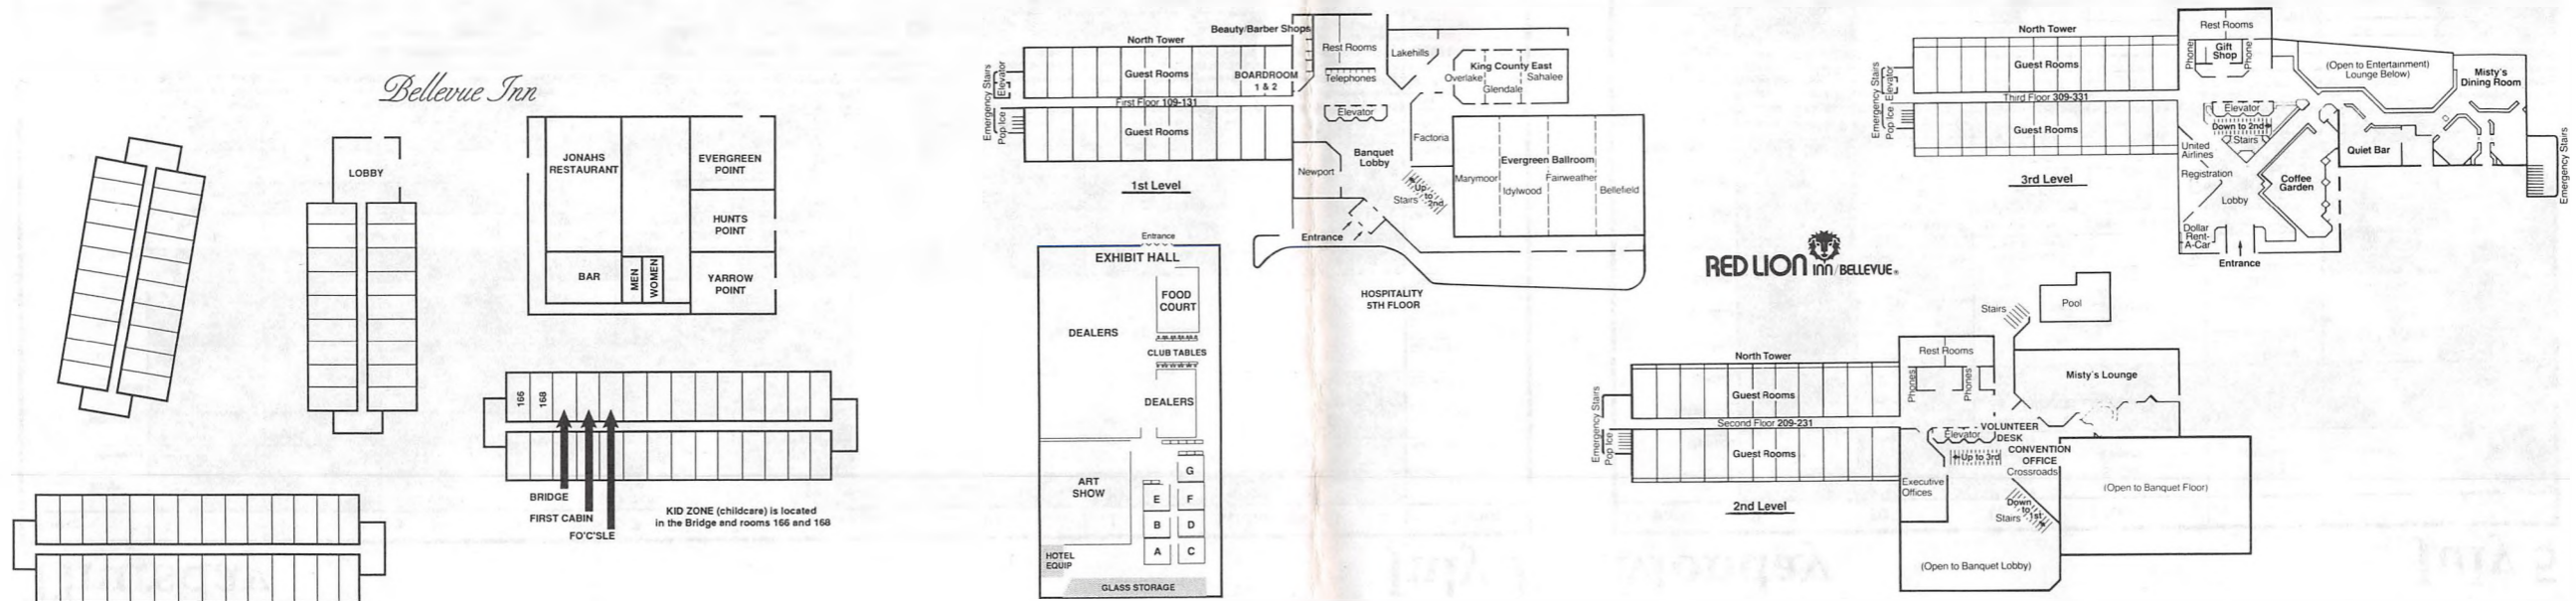 Bellevue Inn
LOBBY
JONAHS
RESTAURANT
EVERGREEN
POINT
HUNTS
POINT
BAR
MEN
WOMEN
YARROW
POINT
166
168
BRIDGE
FIRST CABIN
FO'C'SLE
KID ZONE (childcare) is located
in the Bridge and rooms 166 and 168
Beauty/Barber Shops
North Tower
Guest Rooms
BOARDROOM
1 & 2
Emergency Stairs
Elevator
Pop Ice
First Floor 109-131
Guest Rooms
1st Level
Rest Rooms
Telephones
Elevator
Lakehills
King County East
Overlake
Sahalee
Glendale
Factoria
Banquet
Lobby
Newport
Up
to
2nd
Stairs
Evergreen Ballroom
Marymoor
Idylwood
Fairweather
Bellefield
Entrance
HOSPITALITY
5TH FLOOR
Entrance
EXHIBIT HALL
FOOD
COURT
DEALERS
CLUB TABLES
DEALERS
ART
SHOW
G
E
F
B
D
A
C
HOTEL
EQUIP
GLASS STORAGE
RED LION INN/BELLEVUE®
North Tower
Guest Rooms
Emergency Stairs
Elevator
Pop Ice
Third Floor 309-331
Guest Rooms
3rd Level
Rest Rooms
Phone
Gift
Shop
Phone
(Open to Entertainment)
Lounge Below)
Misty's
Dining Room
Elevator
Down to 2nd
Stairs
United
Airlines
Registration
Lobby
Quiet Bar
Coffee
Garden
Dollar
Rent-
A-Car
Entrance
Emergency Stairs
Stairs
Pool
North Tower
Guest Rooms
Emergency Stairs
Pop Ice
Second Floor 209-231
Guest Rooms
2nd Level
Rest Rooms
Phones
Phones
Misty's Lounge
Elevator
VOLUNTEER
DESK
Up to 3rd
CONVENTION
OFFICE
Crossroads
Executive
Offices
Down
to
1st
Stairs
(Open to Banquet Floor)
(Open to Banquet Lobby)